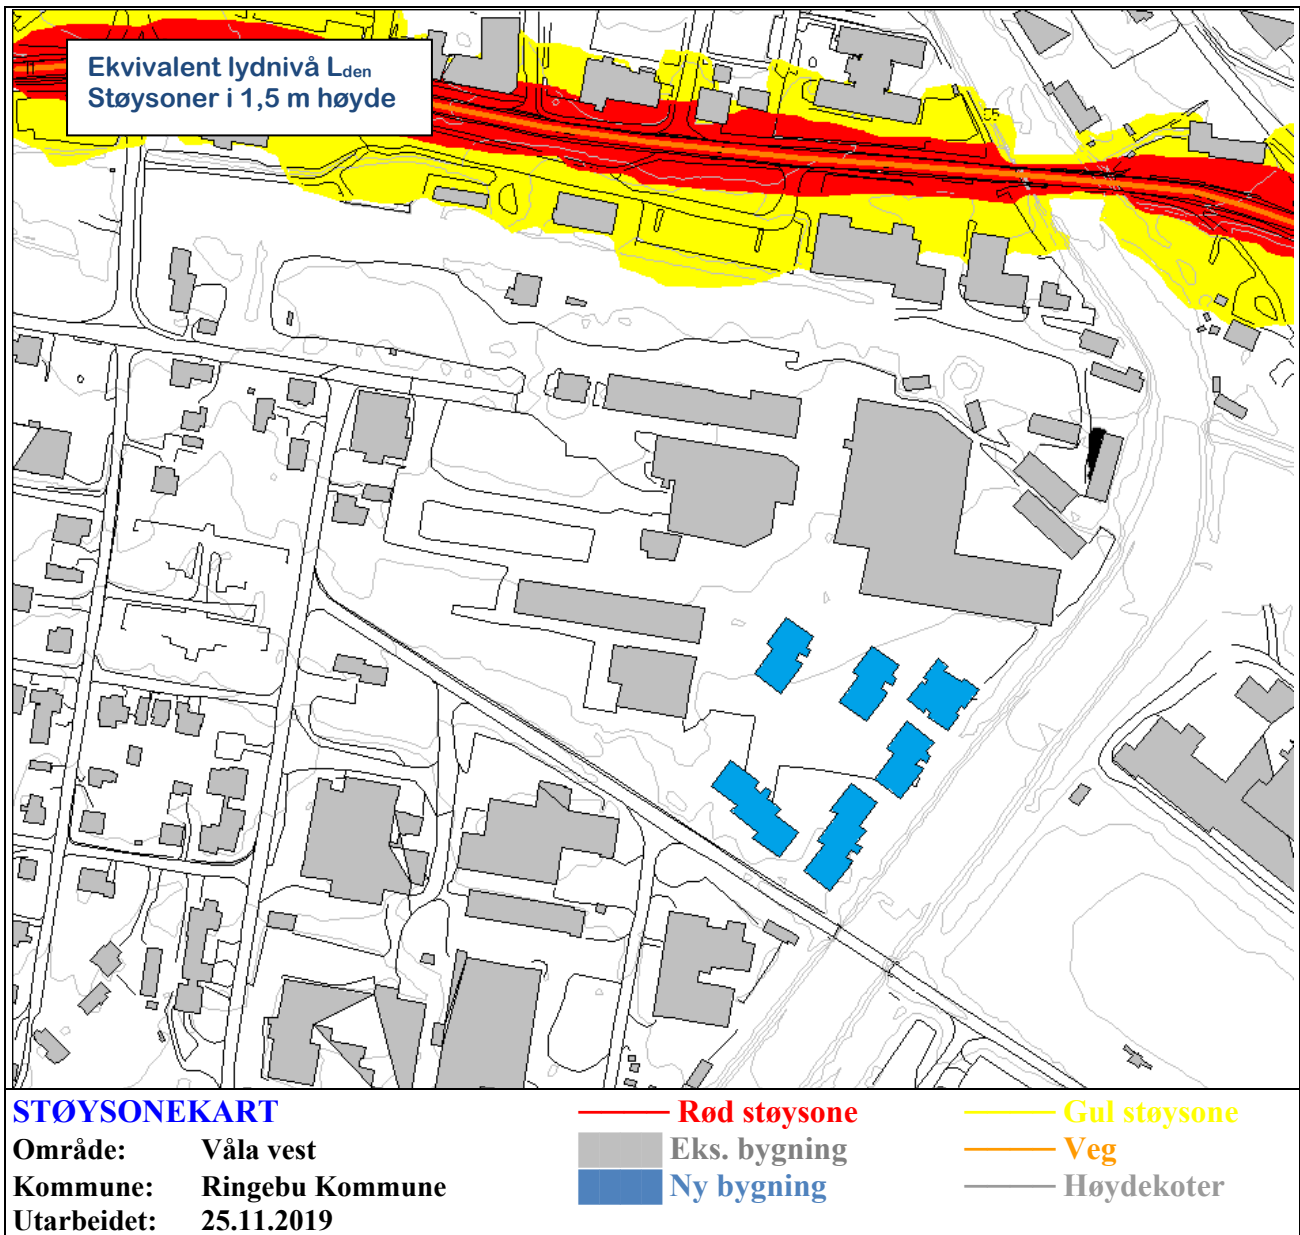 Ekvivalent lydnivå Lden
Støysoner i 1,5 m høyde
55
STØYSONEKART
Område: Våla vest
Kommune: Ringebu Kommune
Utarbeidet: 25.11.2019
Rød støysone
Eks. bygning
Ny bygning
Gul støysone
Veg
Høydekoter